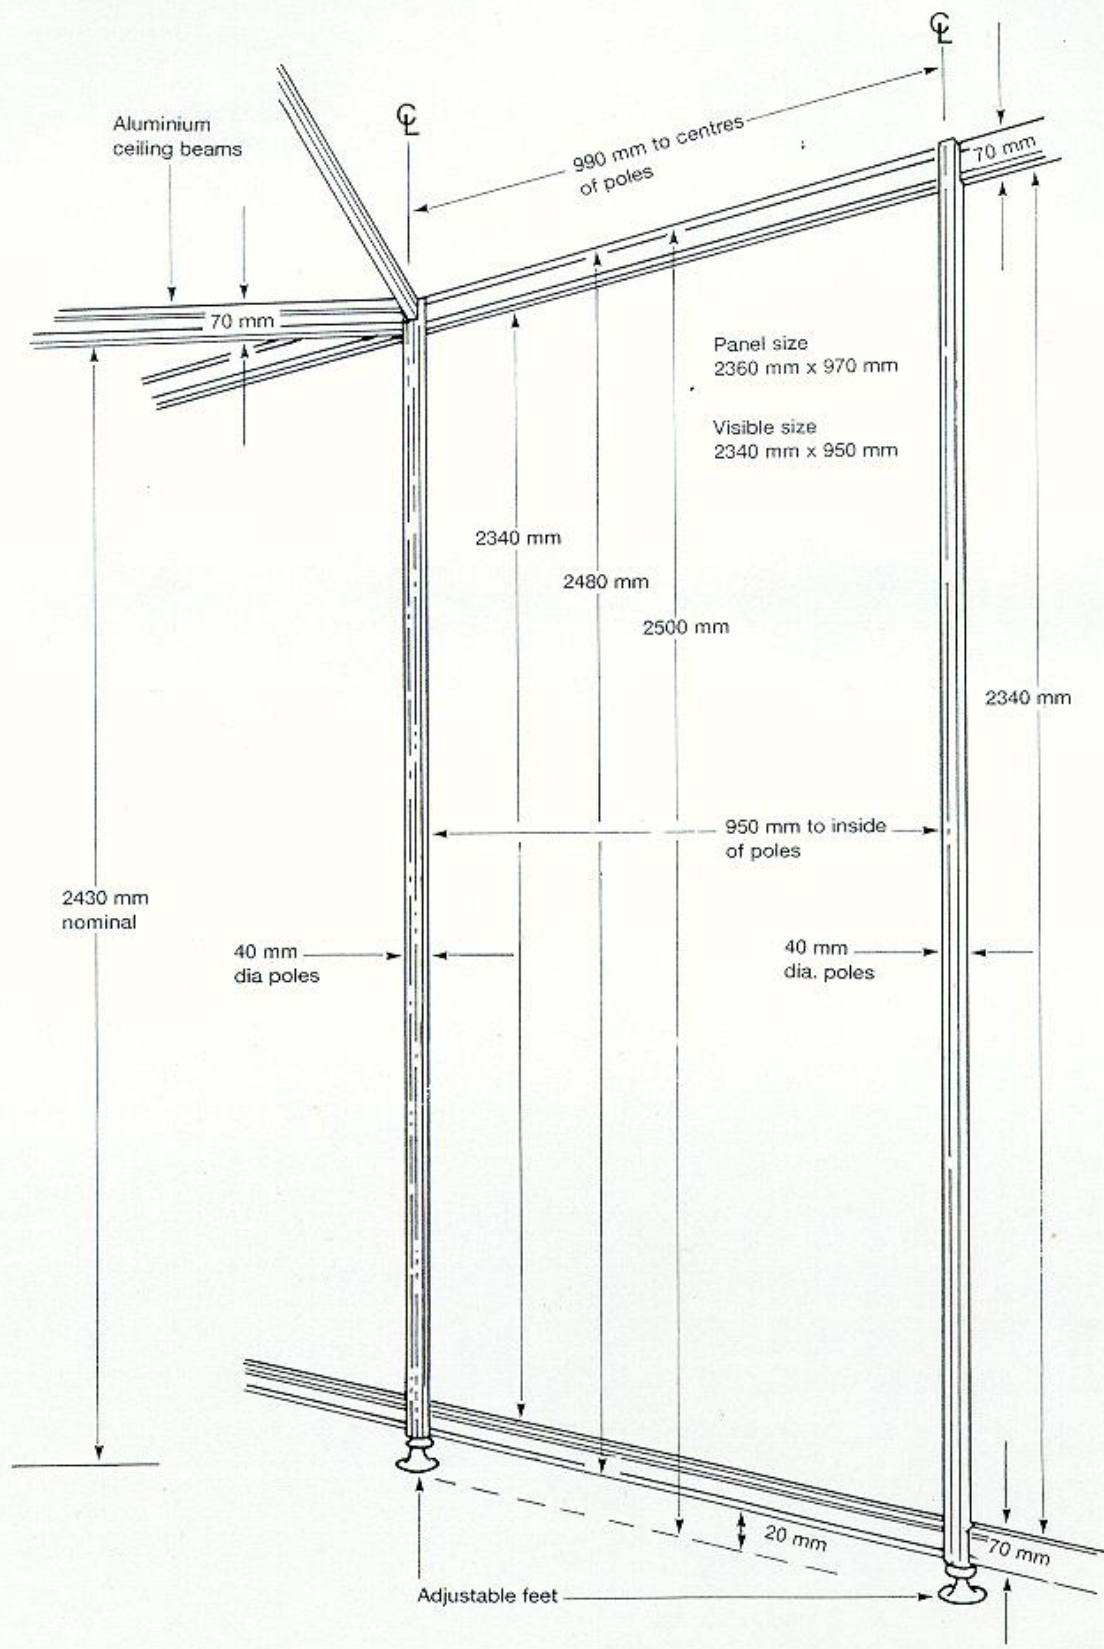 ℄
℄
Aluminium
ceiling beams
990 mm to centres
of poles
70 mm
70 mm
Panel size
2360 mm x 970 mm
Visible size
2340 mm x 950 mm
2340 mm
2480 mm
2500 mm
2340 mm
950 mm to inside
of poles
2430 mm
nominal
40 mm
dia poles
40 mm
dia. poles
20 mm
70 mm
Adjustable feet